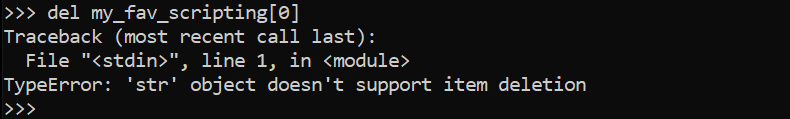 >>> del my_fav_scripting[0]
Traceback (most recent call last):
  File "<stdin>", line 1, in <module>
TypeError: 'str' object doesn't support item deletion
>>>